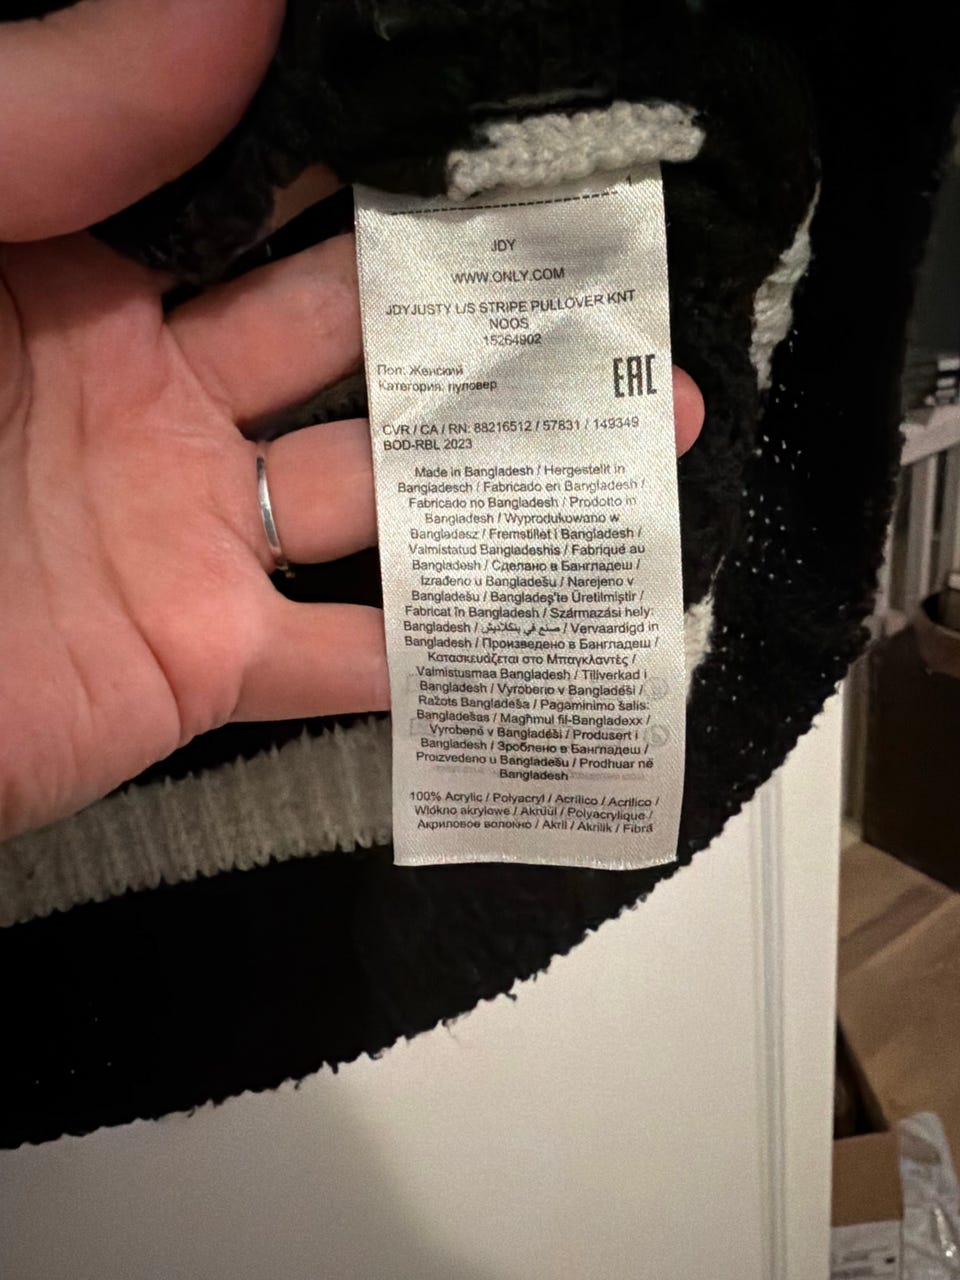 JDY
WWW.ONLY.COM
JDYJUSTY L/S STRIPE PULLOVER KNT
NOOS
15264902
Пол: Женский
Категория: пуловер
EAC
CVR / CA / RN: 88216512 / 57831 / 149349
BOD-RBL 2023
Made in Bangladesh / Hergestellt in
Bangladesch / Fabricado en Bangladesh /
Fabricado no Bangladesh / Prodotto in
Bangladesh / Wyprodukowano w
Bangladesz / Fremstillet i Bangladesh /
Valmistatud Bangladeshis / Fabriqué au
Bangladesh / Сделано в Бангладеш /
Izrađeno u Bangladešu / Narejeno v
Bangladešu / Bangladeş'te Üretilmiştir /
Fabricat în Bangladesh / Származási hely:
Bangladesh / صنع في بنكلاديش / Vervaardigd in
Bangladesh / Произведено в Бангладеш /
Κατασκευάζεται στο Μπαγκλαντές /
Valmistusmaa Bangladesh / Tillverkad i
Bangladesh / Vyrobeno v Bangladéši /
Ražots Bangladeša / Pagaminimo šalis:
Bangladešas / Magħmul fil-Bangladexx /
Vyrobené v Bangladéši / Produsert i
Bangladesh / Зроблено в Бангладеш /
Proizvedeno u Bangladešu / Prodhuar në
Bangladesh
100% Acrylic / Polyacryl / Acrílico / Acrilico /
Włókno akrylowe / Akrüül / Polyacrylique /
Акриловое волокно / Akril / Akrilik / Fibră